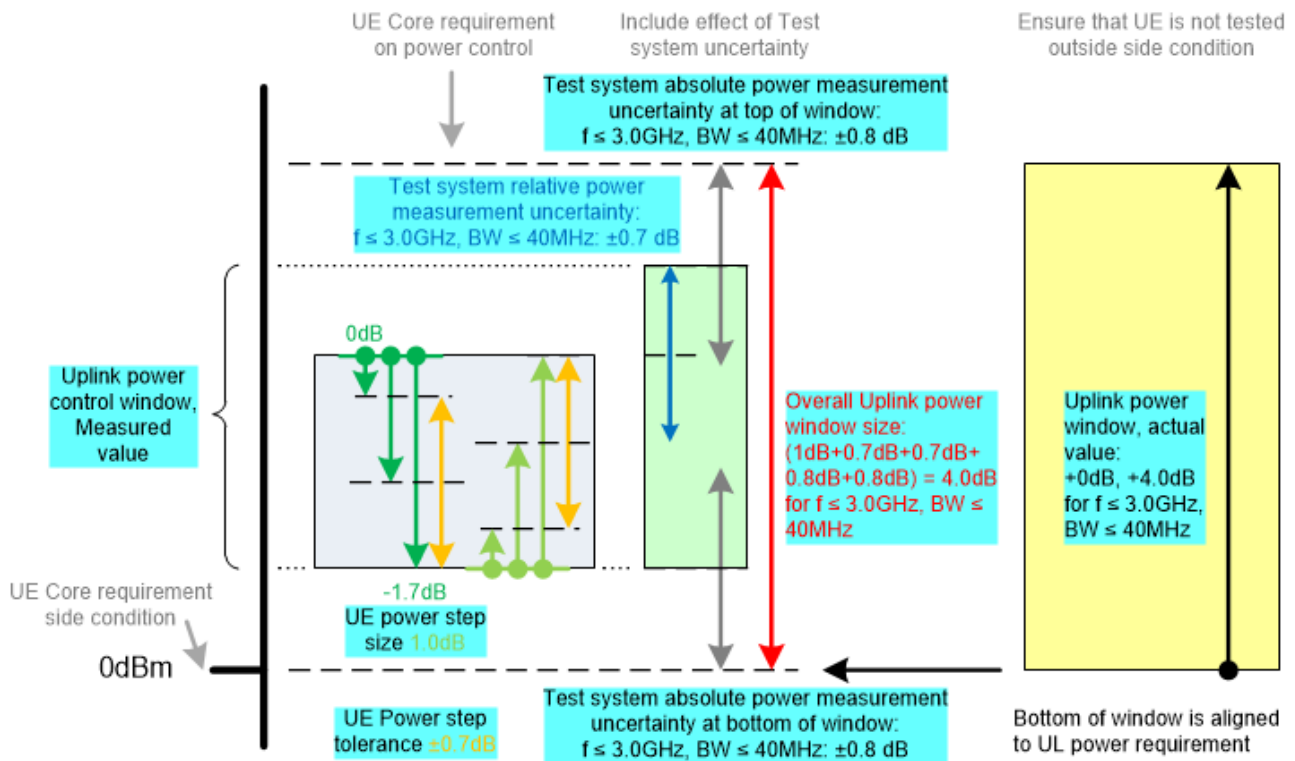 UE Core requirement
on power control
Include effect of Test
system uncertainty
Ensure that UE is not tested
outside side condition
Test system absolute power measurement
uncertainty at top of window:
f ≤ 3.0GHz, BW ≤ 40MHz: ±0.8 dB
Test system relative power
measurement uncertainty:
f ≤ 3.0GHz, BW ≤ 40MHz: ±0.7 dB
0dB
Uplink power
control window,
Measured
value
Overall Uplink power
window size:
(1dB+0.7dB+0.7dB+
0.8dB+0.8dB) = 4.0dB
for f ≤ 3.0GHz, BW ≤
40MHz
Uplink power
window, actual
value:
+0dB, +4.0dB
for f ≤ 3.0GHz,
BW ≤ 40MHz
-1.7dB
UE power step
size 1.0dB
UE Core requirement
side condition
0dBm
UE Power step
tolerance ±0.7dB
Test system absolute power measurement
uncertainty at bottom of window:
f ≤ 3.0GHz, BW ≤ 40MHz: ±0.8 dB
Bottom of window is aligned
to UL power requirement